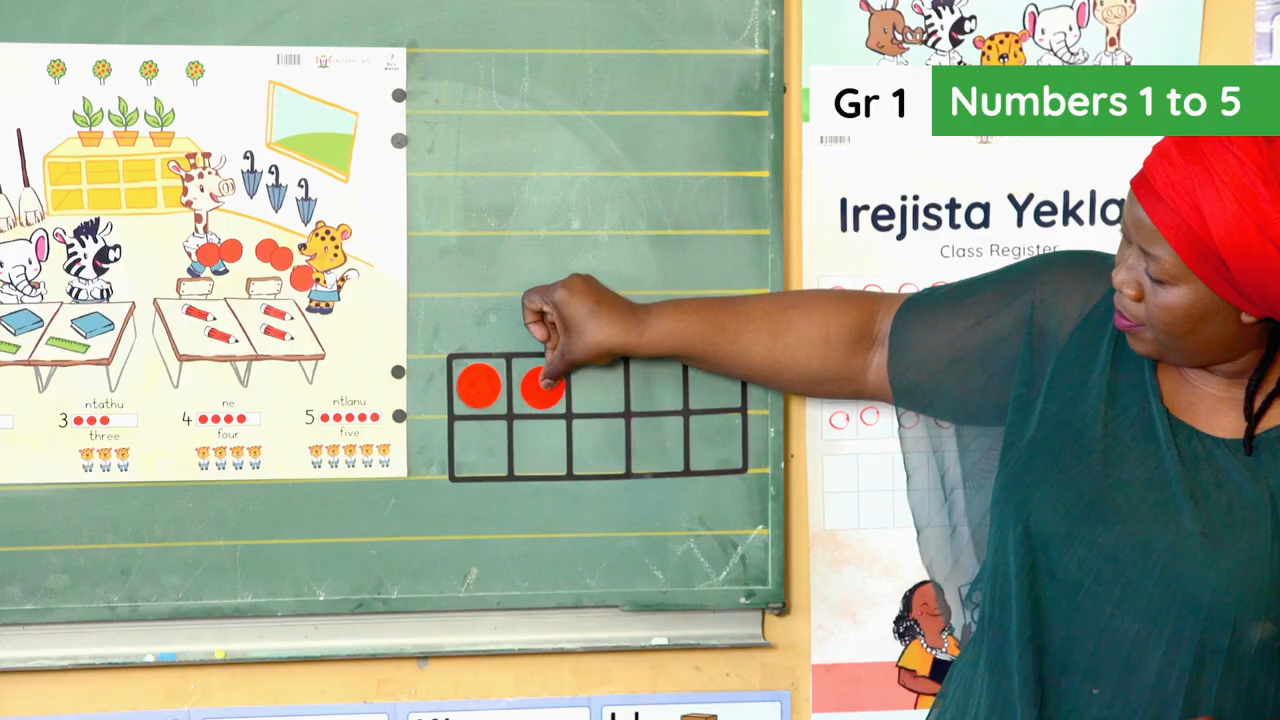 Gr 1
Numbers 1 to 5
Irejista Yekla
Class Register
ntathu
3
three
ne
4
four
ntlanu
5
five